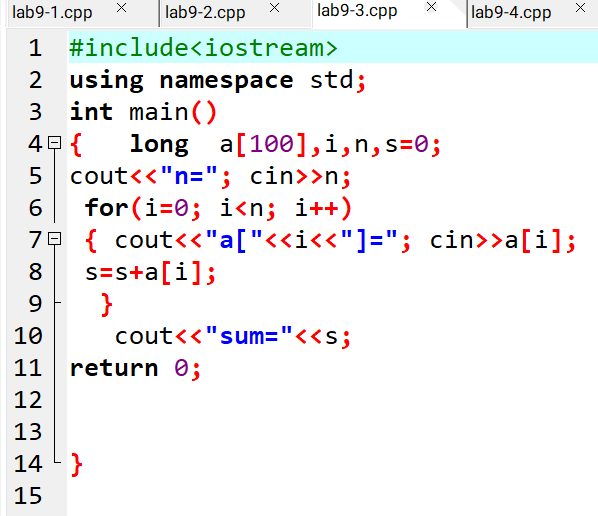 lab9-1.cpp × lab9-2.cpp × lab9-3.cpp × lab9-4.cpp ×
1 #include<iostream>
2 using namespace std;
3 int main()
4 {   long  a[100],i,n,s=0;
5 cout<<"n="; cin>>n;
6  for(i=0; i<n; i++)
7  { cout<<"a["<<i<<"]="; cin>>a[i];
8  s=s+a[i];
9   }
10    cout<<"sum="<<s;
11 return 0;
12
13
14 }
15